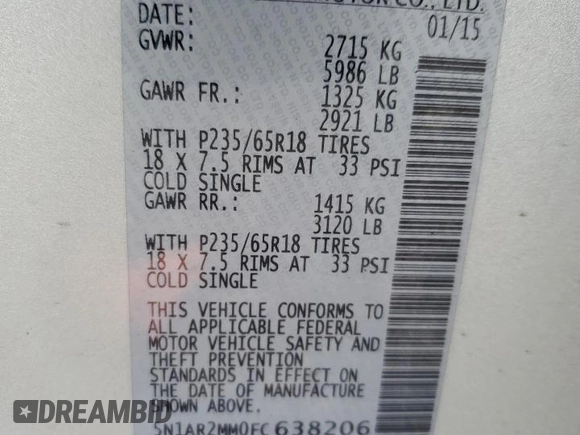 MOTOR CO., LTD.
DATE: 01/15
GVWR: 2715 KG
5986 LB
GAWR FR.: 1325 KG
2921 LB
WITH P235/65R18 TIRES
18 X 7.5 RIMS AT 33 PSI
COLD SINGLE
GAWR RR.: 1415 KG
3120 LB
WITH P235/65R18 TIRES
18 X 7.5 RIMS AT 33 PSI
COLD SINGLE
THIS VEHICLE CONFORMS TO
ALL APPLICABLE FEDERAL
MOTOR VEHICLE SAFETY AND
THEFT PREVENTION
STANDARDS IN EFFECT ON
THE DATE OF MANUFACTURE
SHOWN ABOVE.
5N1AR2MM0FC638206
DREAMBID